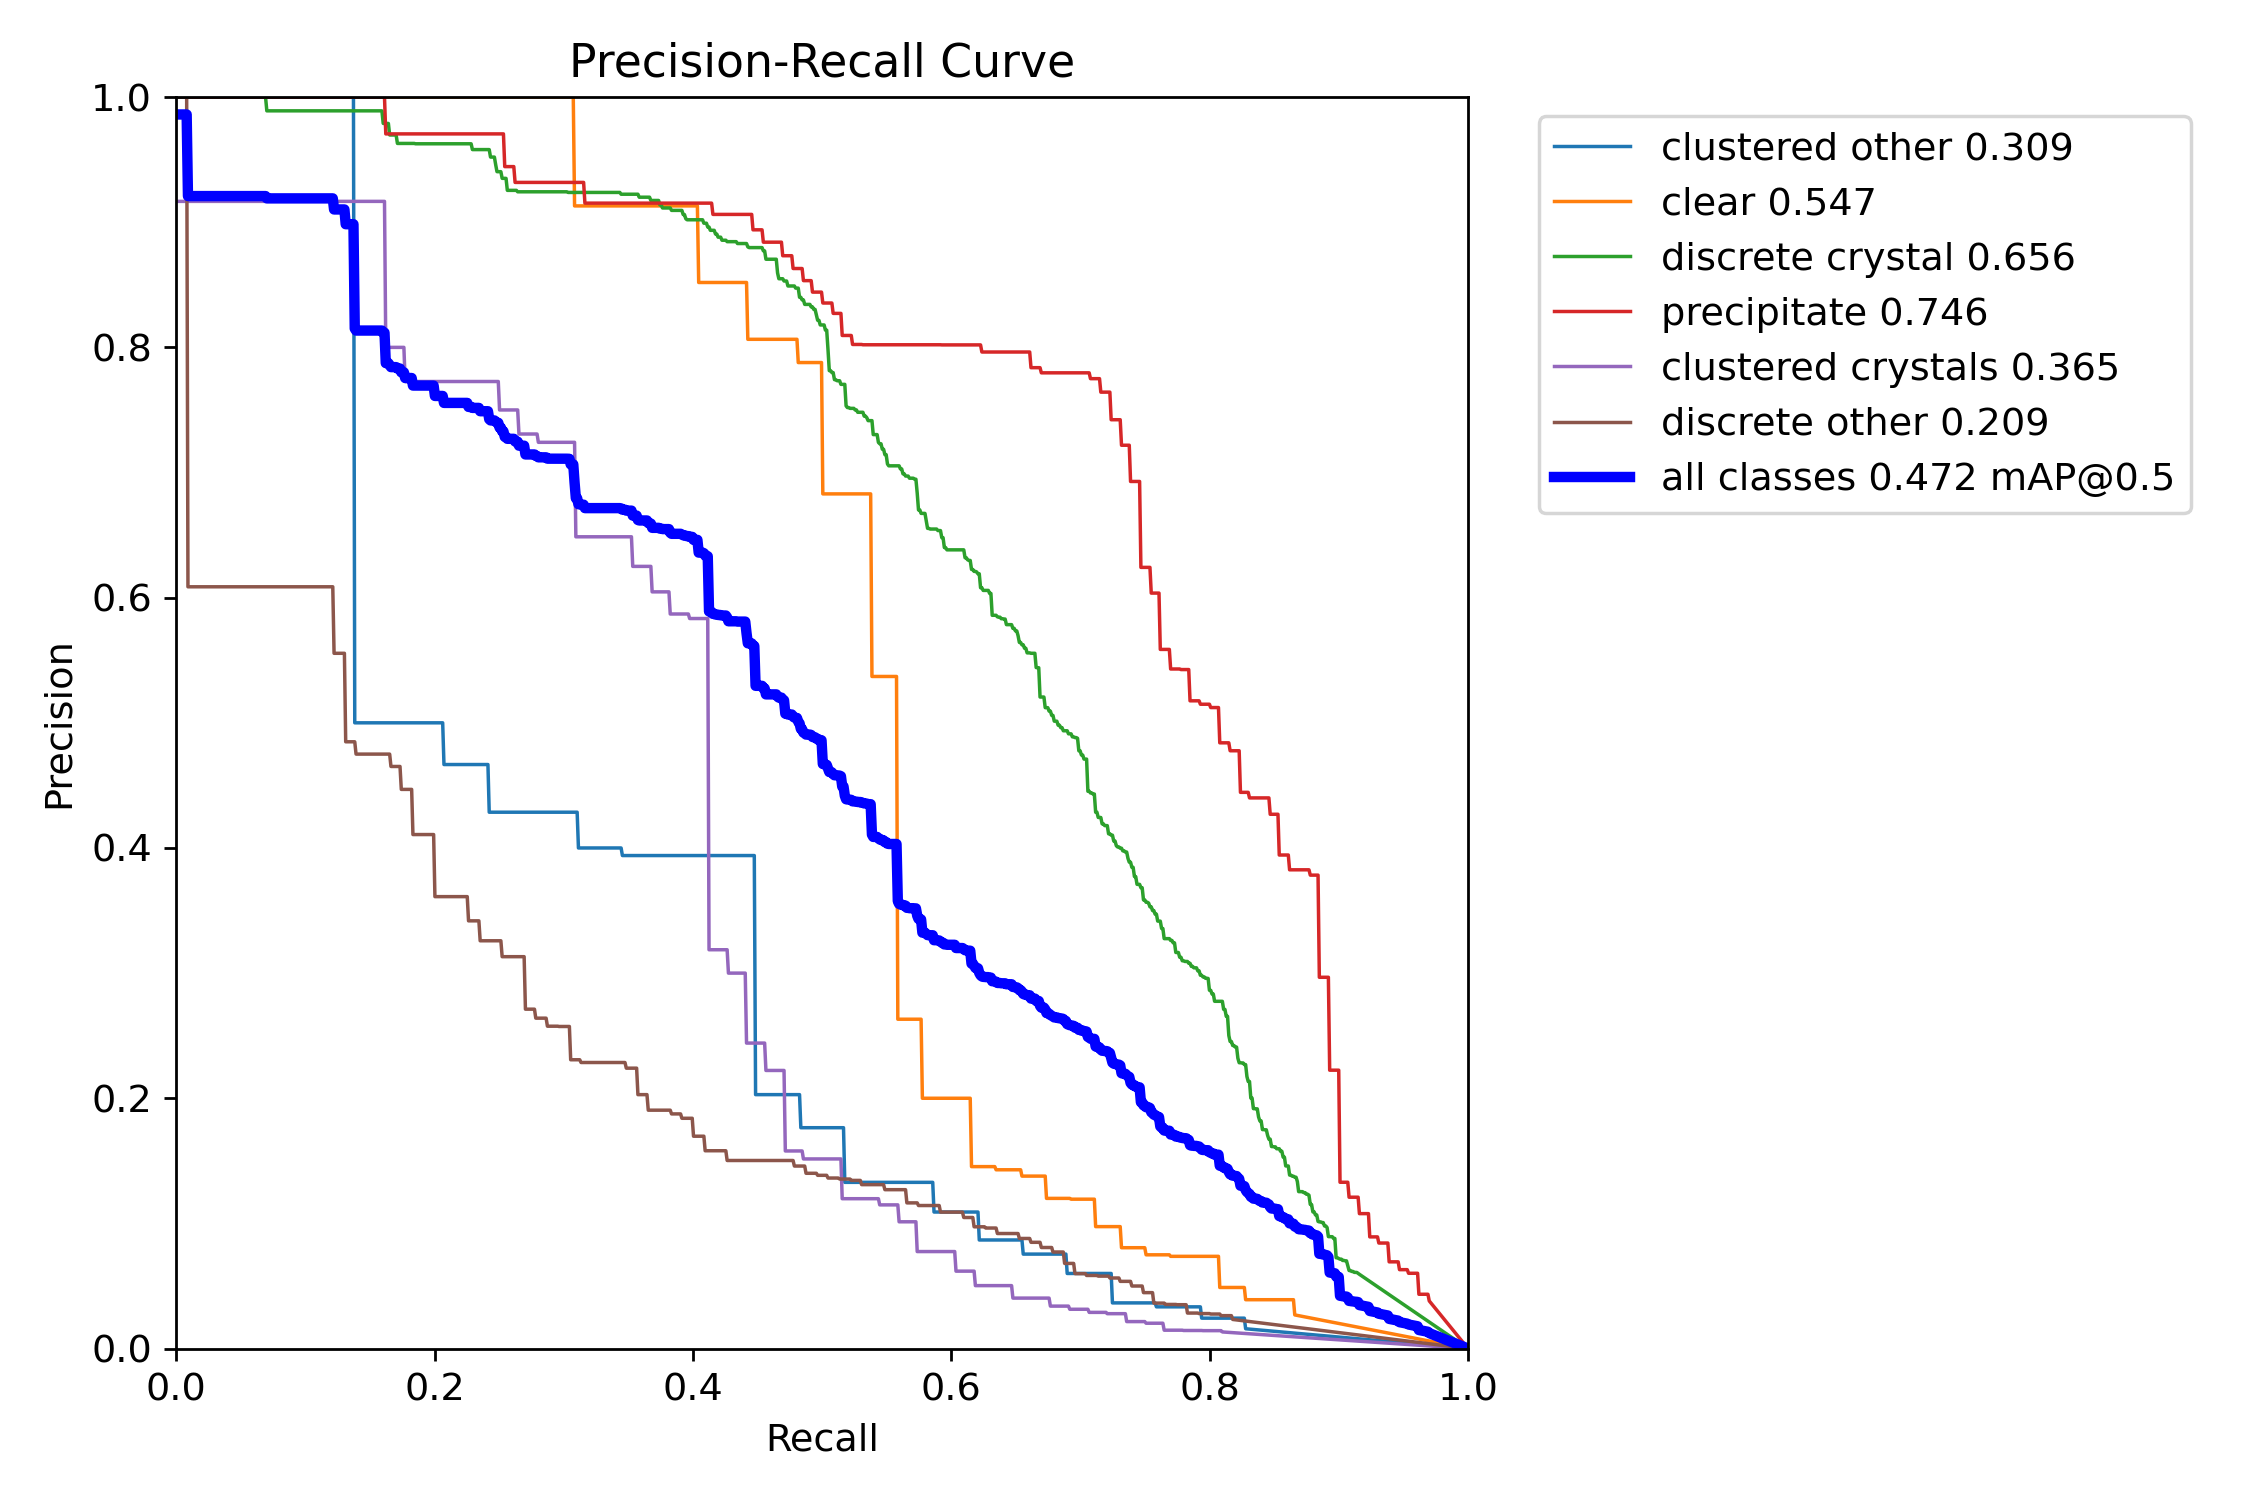 Precision-Recall Curve
1.0
0.8
0.6
0.4
0.2
0.0
Precision
0.0 0.2 0.4 0.6 0.8 1.0
Recall
clustered other 0.309
clear 0.547
discrete crystal 0.656
precipitate 0.746
clustered crystals 0.365
discrete other 0.209
all classes 0.472 mAP@0.5